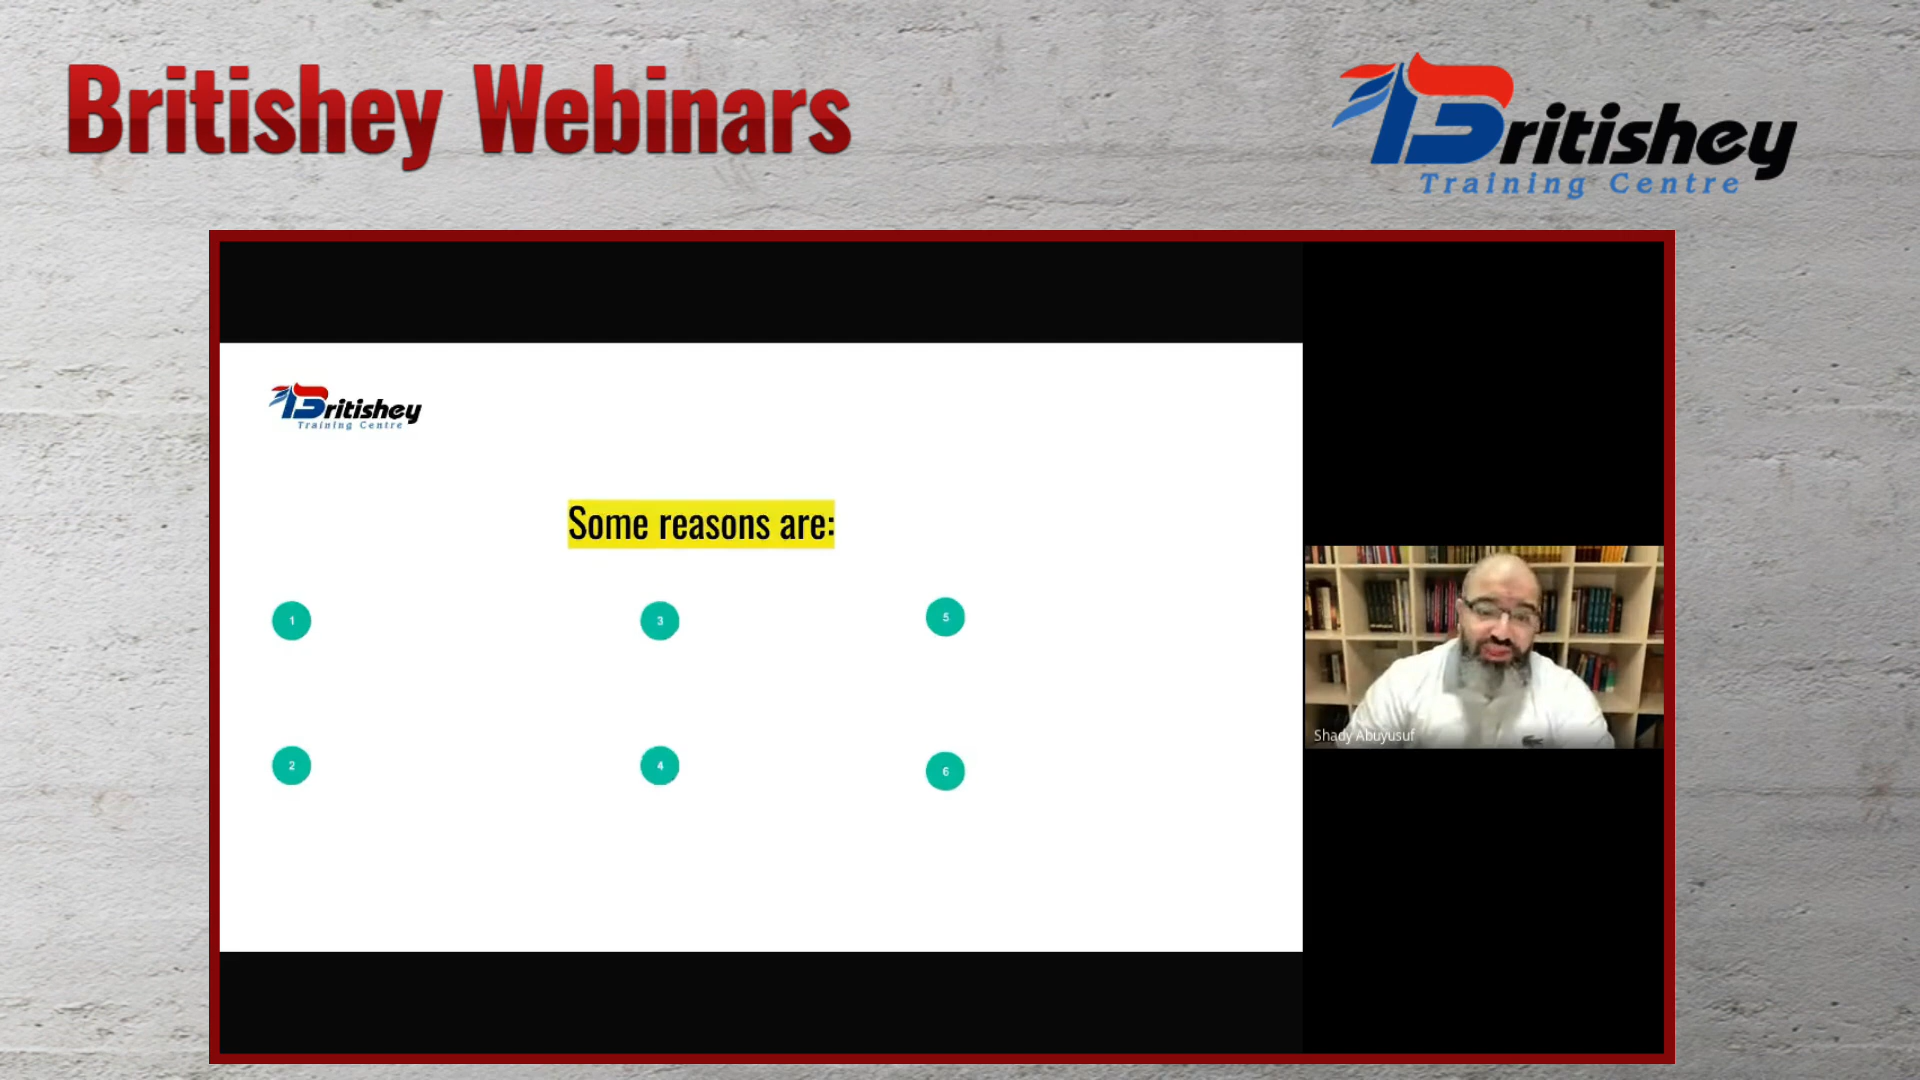 Britishey Webinars
Britishey
Training Centre
Britishey
Training Centre
Some reasons are:
1
3
5
2
4
6
Shady Abuyusuf